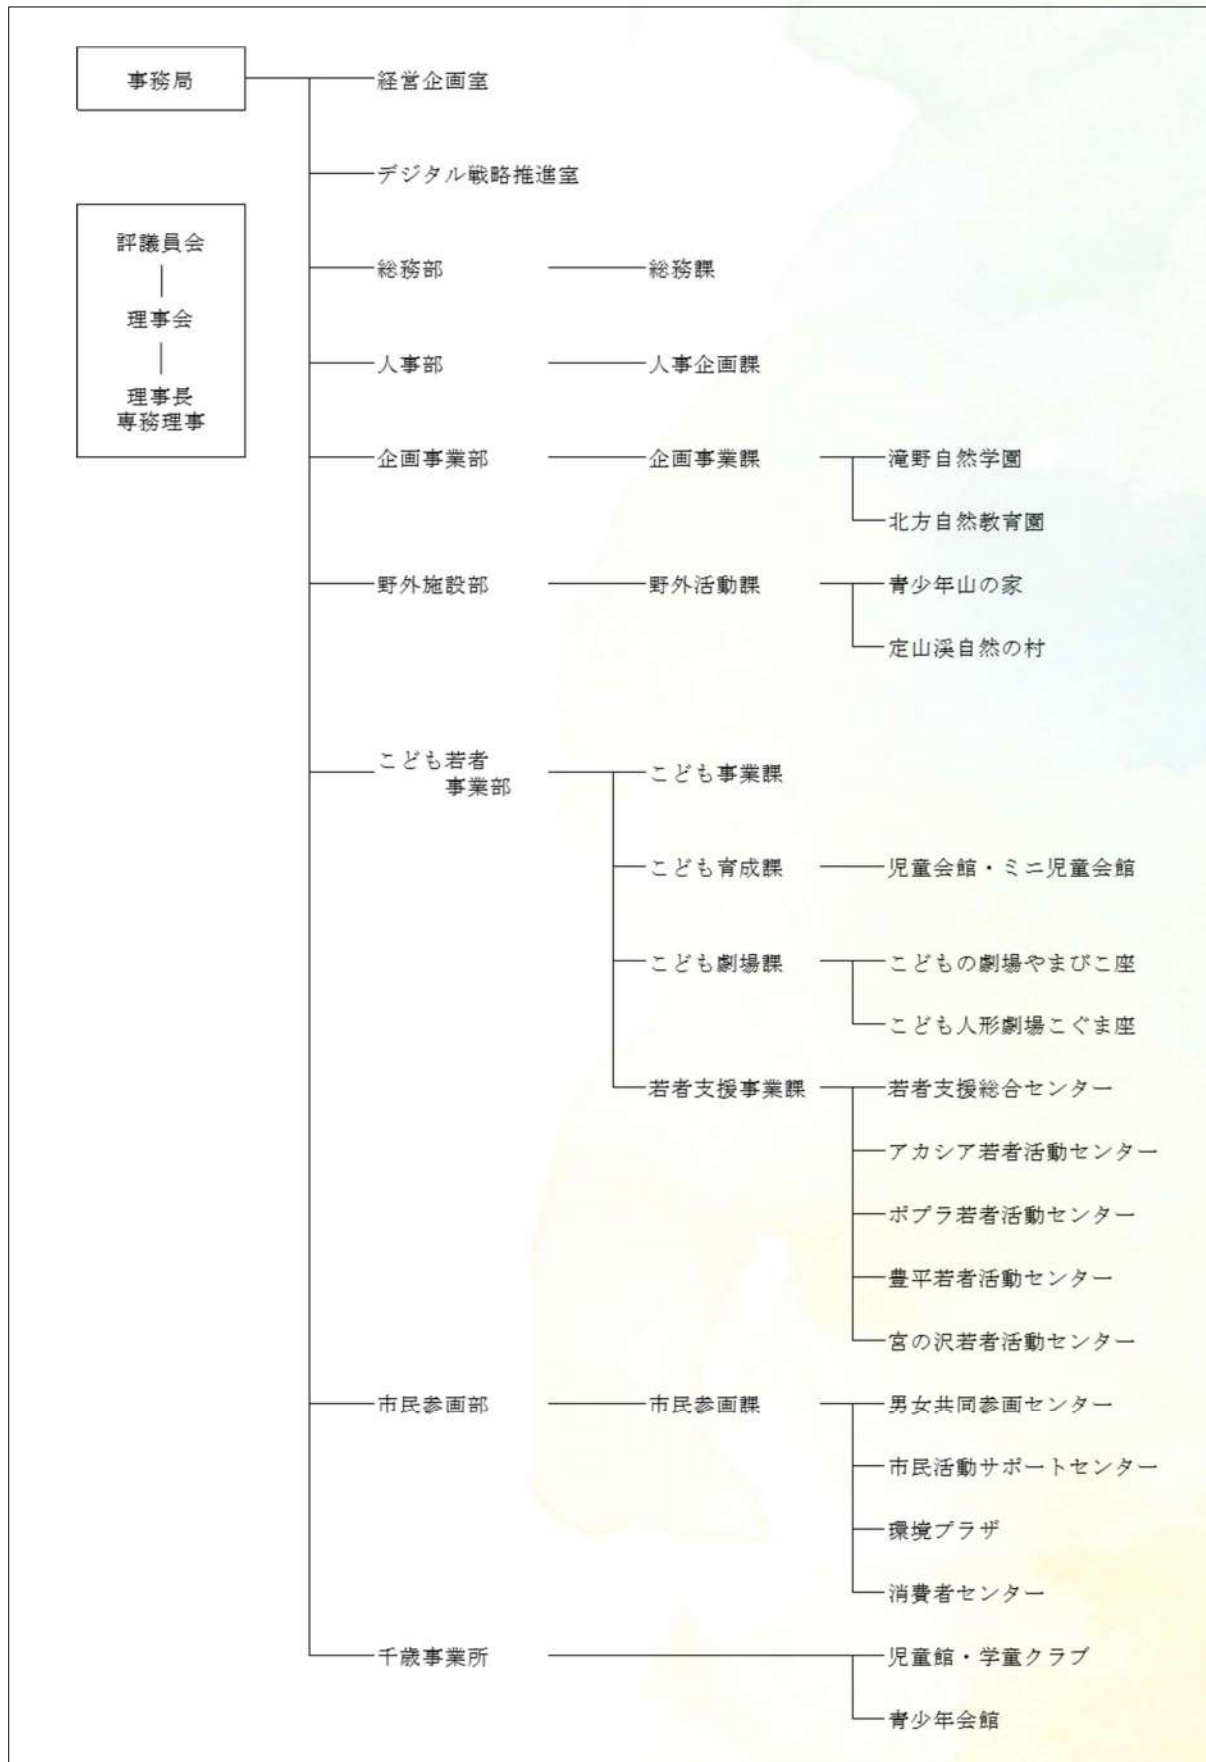 事務局
経営企画室
デジタル戦略推進室
評議員会
理事会
理事長
専務理事
総務部
総務課
人事部
人事企画課
企画事業部
企画事業課
滝野自然学園
北方自然教育園
野外施設部
野外活動課
青少年山の家
定山渓自然の村
こども若者
事業部
こども事業課
こども育成課
児童会館・ミニ児童会館
こども劇場課
こどもの劇場やまびこ座
こども人形劇場こぐま座
若者支援事業課
若者支援総合センター
アカシア若者活動センター
ポプラ若者活動センター
豊平若者活動センター
宮の沢若者活動センター
市民参画部
市民参画課
男女共同参画センター
市民活動サポートセンター
環境プラザ
消費者センター
千歳事業所
児童館・学童クラブ
青少年会館